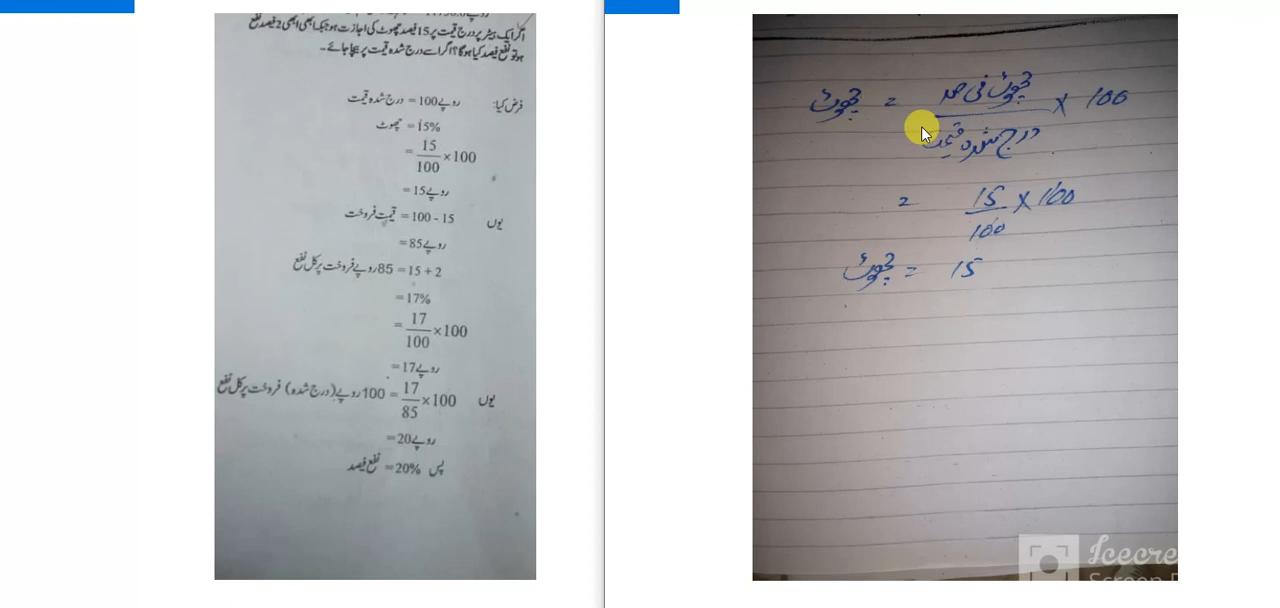 اگر ایک ہیٹر پر درج قیمت پر 15 فیصد چھوٹ کی اجازت ہو جبکہ ابھی ابھی 2 فیصد نفع
ہو تو نفع فیصد کیا ہوگا؟ اگر اسے درج شدہ قیمت پر بیچا جائے۔
فرض کیا: درج شدہ قیمت = 100 روپے
چھوٹ = 15%
= 15/100 × 100
= 15 روپے
یوں قیمت فروخت = 100 - 15
= 85 روپے
85 روپے فروخت پر کل نفع = 15 + 2
= 17%
= 17/100 × 100
= 17 روپے
یوں 100 روپے (درج شدہ) فروخت پر کل نفع = 17/85 × 100
= 20 روپے
پس نفع فیصد = 20%
چھوٹ = چھوٹ فی صد / درج شدہ قیمت × 100
= 15/100 × 100
چھوٹ = 15
Icecre
Screen